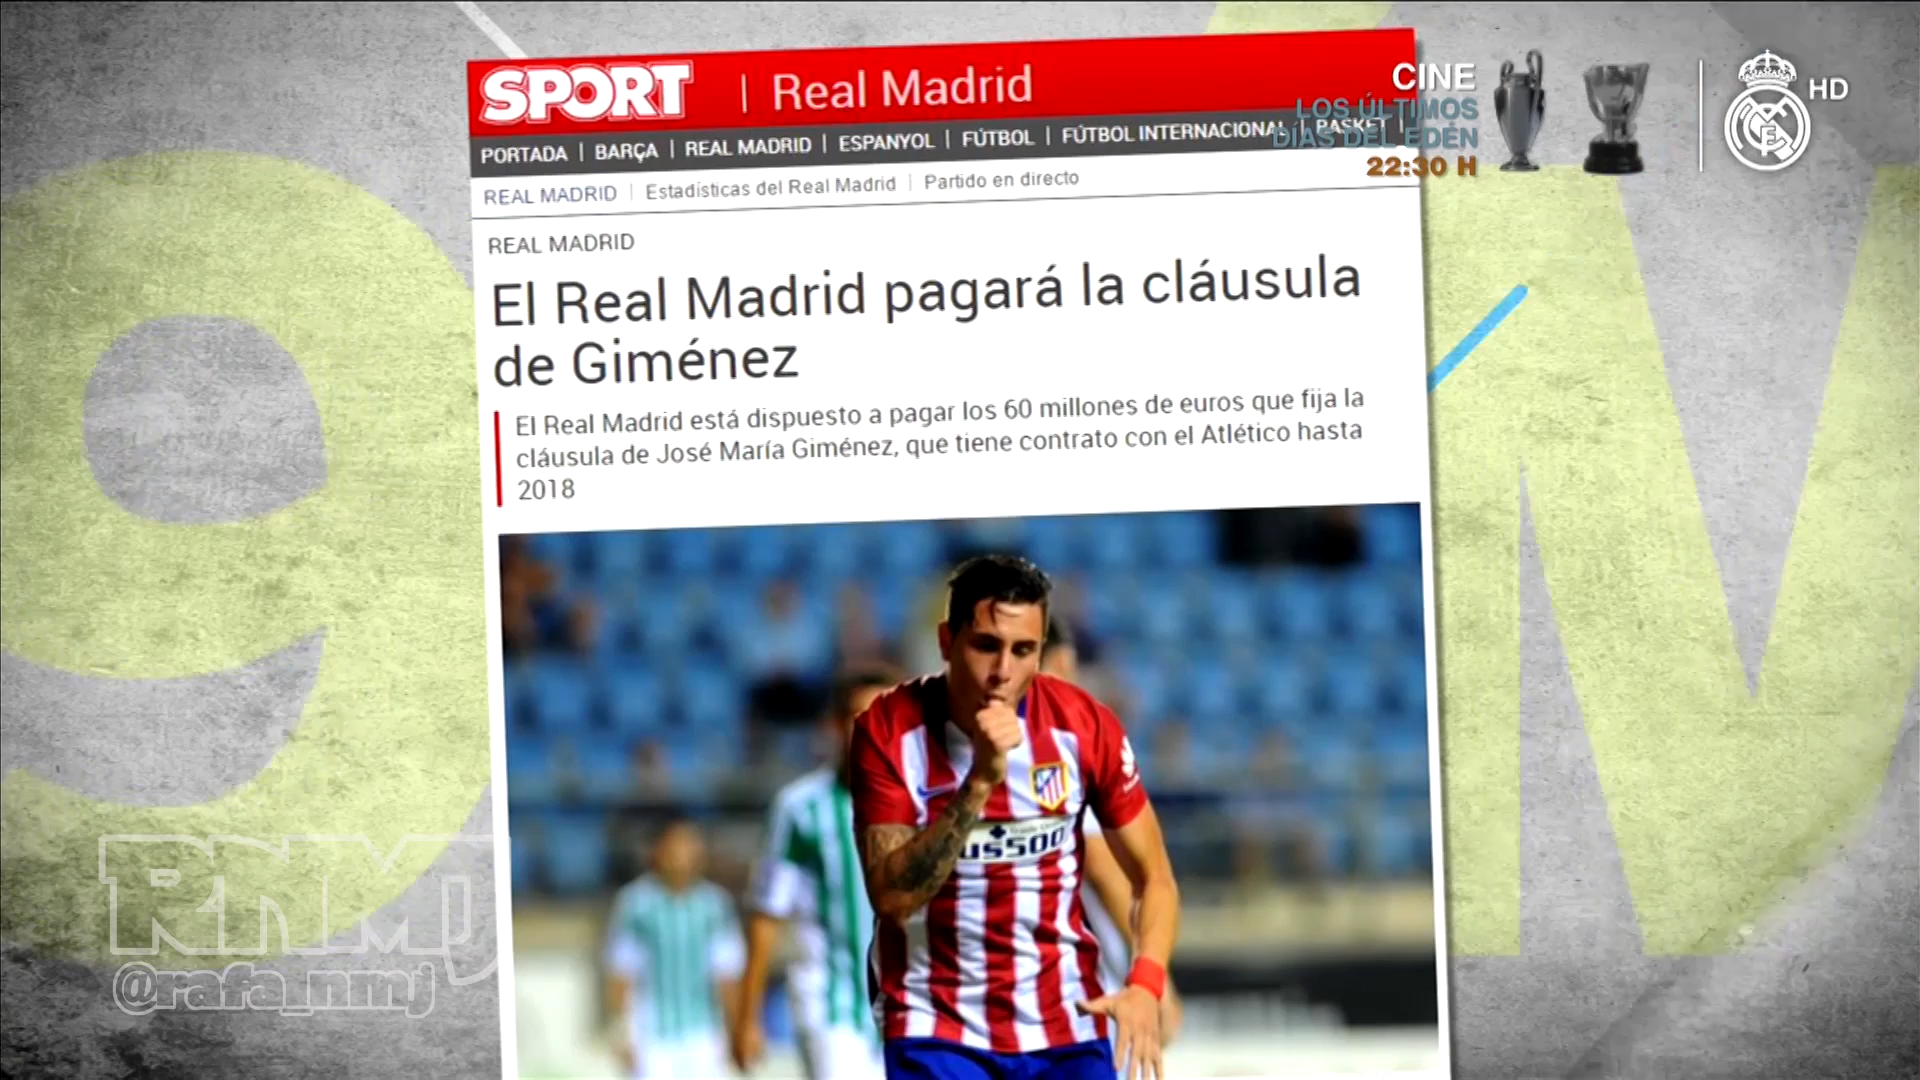 SPORT | Real Madrid
CINE
LOS ÚLTIMOS
DÍAS DEL EDÉN
22:30 H
HD
PORTADA | BARÇA | REAL MADRID | ESPANYOL | FÚTBOL | FÚTBOL INTERNACIONAL | BASKET |
REAL MADRID | Estadísticas del Real Madrid | Partido en directo
REAL MADRID
El Real Madrid pagará la cláusula
de Giménez
El Real Madrid está dispuesto a pagar los 60 millones de euros que fija la
cláusula de José María Giménez, que tiene contrato con el Atlético hasta
2018
us500
RNMJ
@rafa_nmj